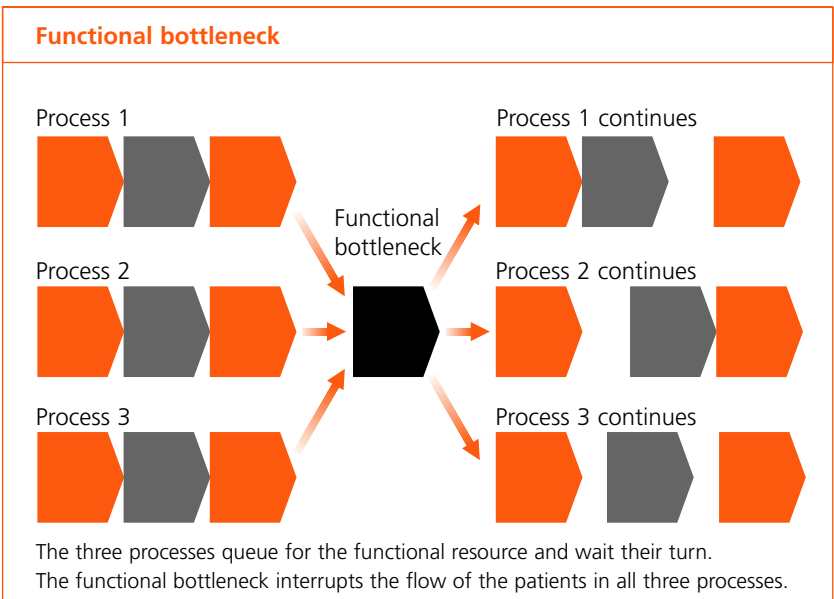 Functional bottleneck
Process 1
Process 1 continues
Functional
bottleneck
Process 2
Process 2 continues
Process 3
Process 3 continues
The three processes queue for the functional resource and wait their turn.
The functional bottleneck interrupts the flow of the patients in all three processes.